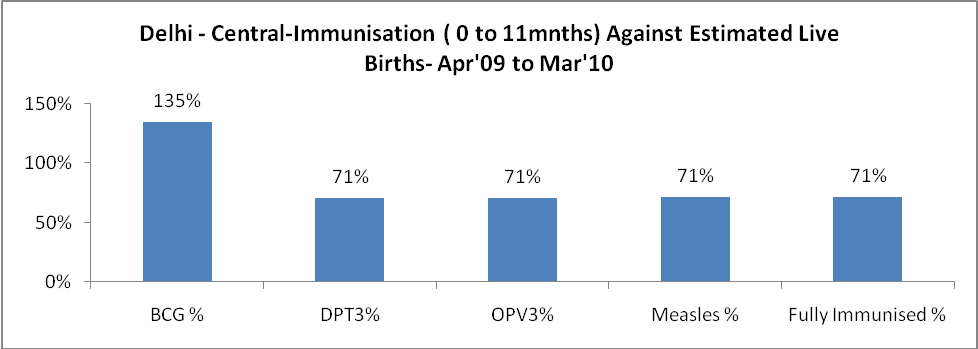 Delhi - Central-Immunisation ( 0 to 11mnths) Against Estimated Live
Births- Apr'09 to Mar'10
150%
100%
50%
0%
135%
71%
71%
71%
71%
BCG %
DPT3%
OPV3%
Measles %
Fully Immunised %